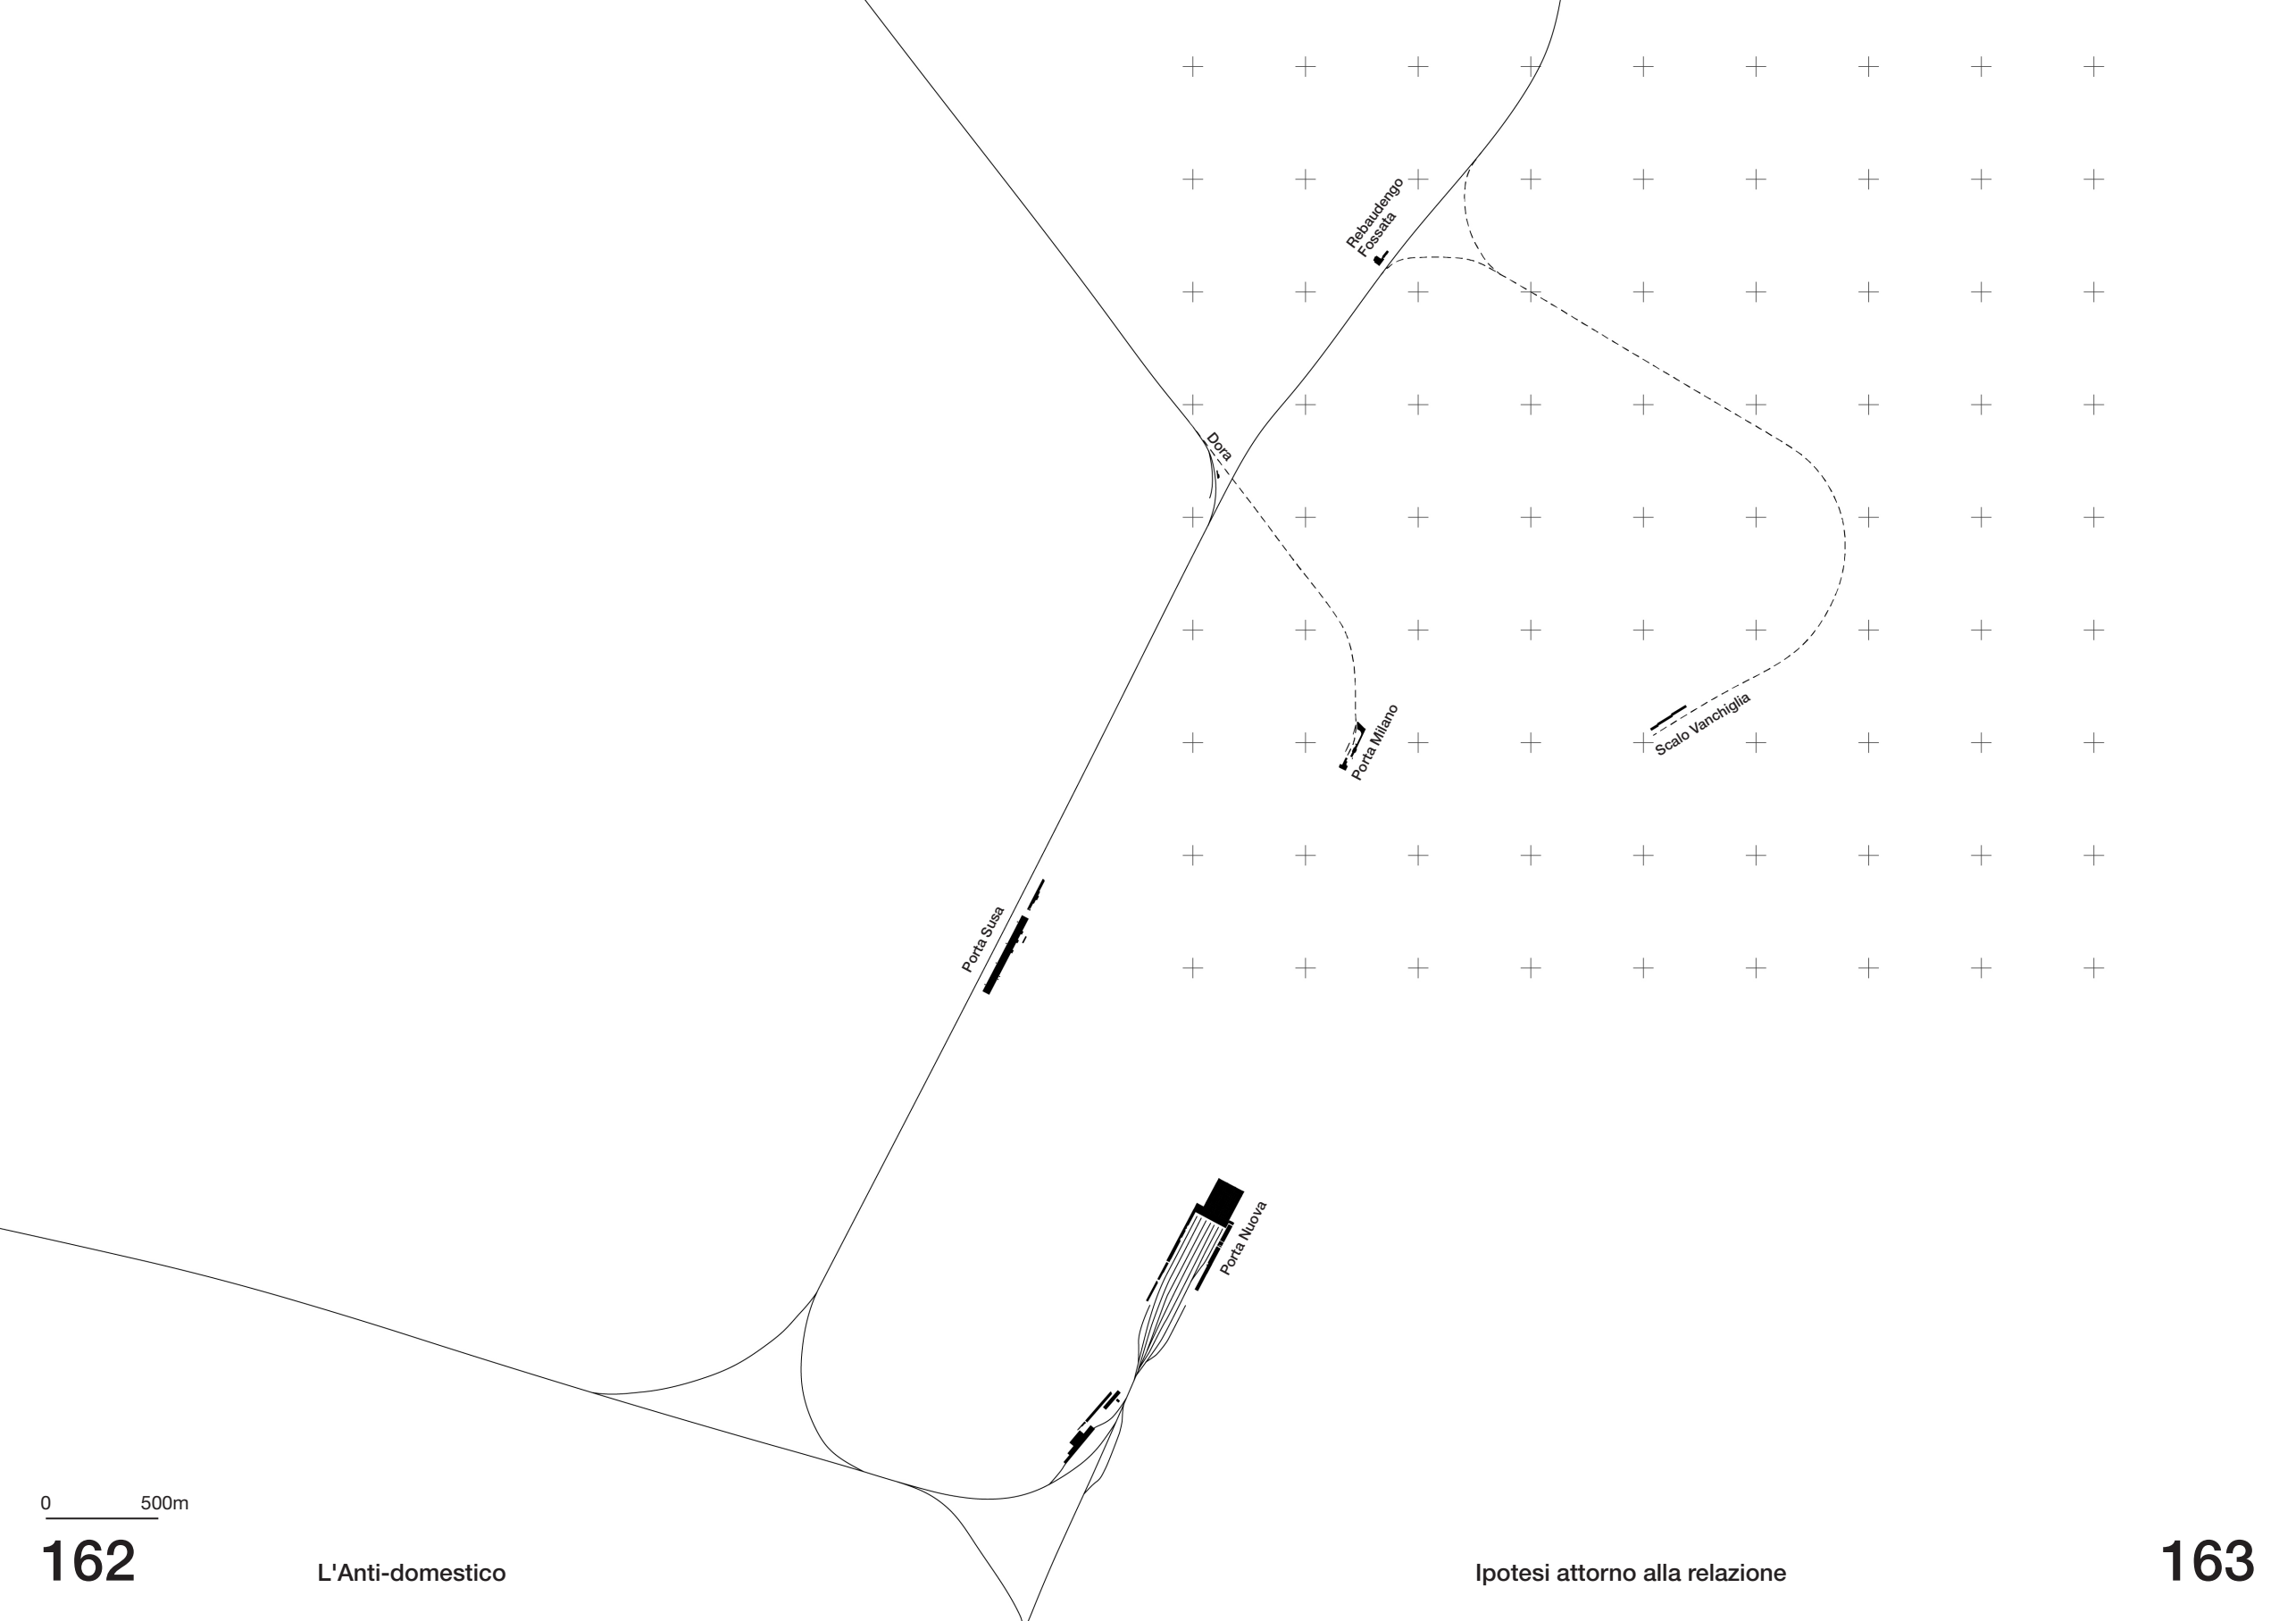 Rebaudengo
Fossata
Dora
Porta Milano
Scalo Vanchiglia
Porta Susa
Porta Nuova
0 500m
162 L'Anti-domestico Ipotesi attorno alla relazione 163